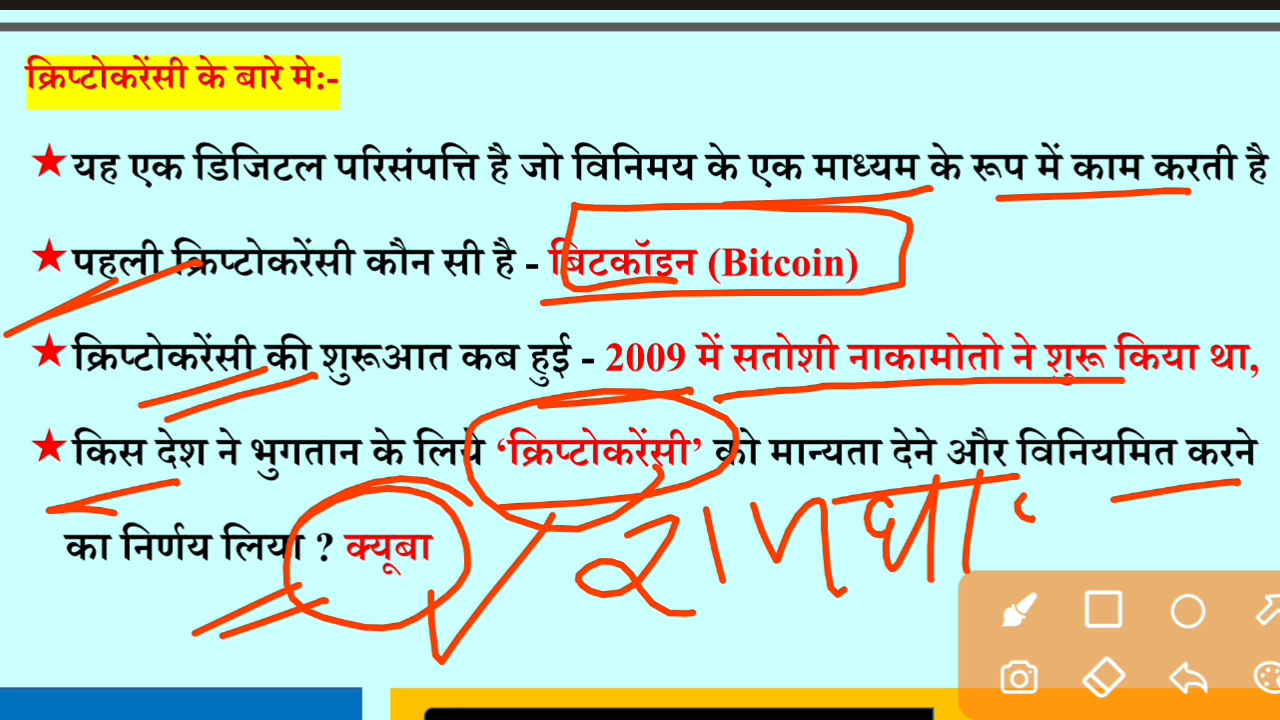 क्रिप्टोकरेंसी के बारे मे:-
★यह एक डिजिटल परिसंपत्ति है जो विनिमय के एक माध्यम के रूप में काम करती है
★पहली क्रिप्टोकरेंसी कौन सी है - बिटकॉइन (Bitcoin)
★क्रिप्टोकरेंसी की शुरूआत कब हुई - 2009 में सतोशी नाकामोतो ने शुरू किया था,
★किस देश ने भुगतान के लिये ‘क्रिप्टोकरेंसी’ को मान्यता देने और विनियमित करने
का निर्णय लिया ? क्यूबा